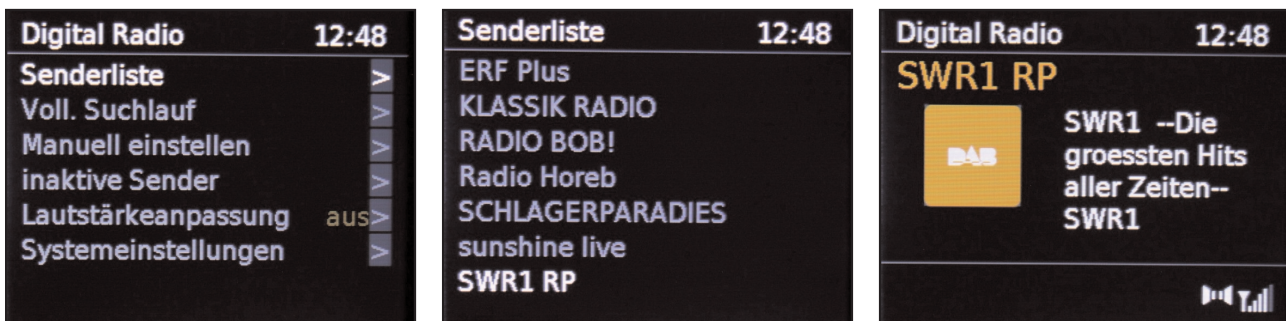 Digital Radio 12:48
Senderliste >
Voll. Suchlauf >
Manuell einstellen >
inaktive Sender >
Lautstärkeanpassung aus>
Systemeinstellungen >
Senderliste 12:48
ERF Plus
KLASSIK RADIO
RADIO BOB!
Radio Horeb
SCHLAGERPARADIES
sunshine live
SWR1 RP
Digital Radio 12:48
SWR1 RP
DAB
SWR1 --Die
groessten Hits
aller Zeiten--
SWR1